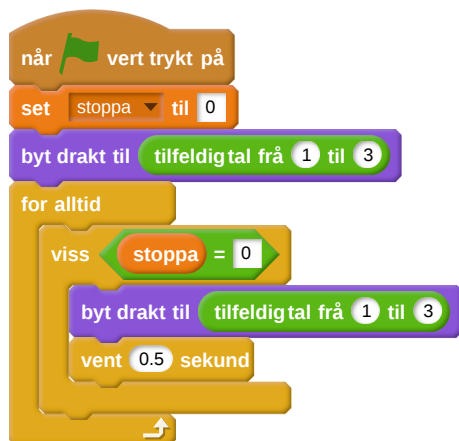 når vert trykt på
set stoppa til 0
byt drakt til tilfeldig tal frå 1 til 3
for alltid
viss stoppa = 0
byt drakt til tilfeldig tal frå 1 til 3
vent 0.5 sekund